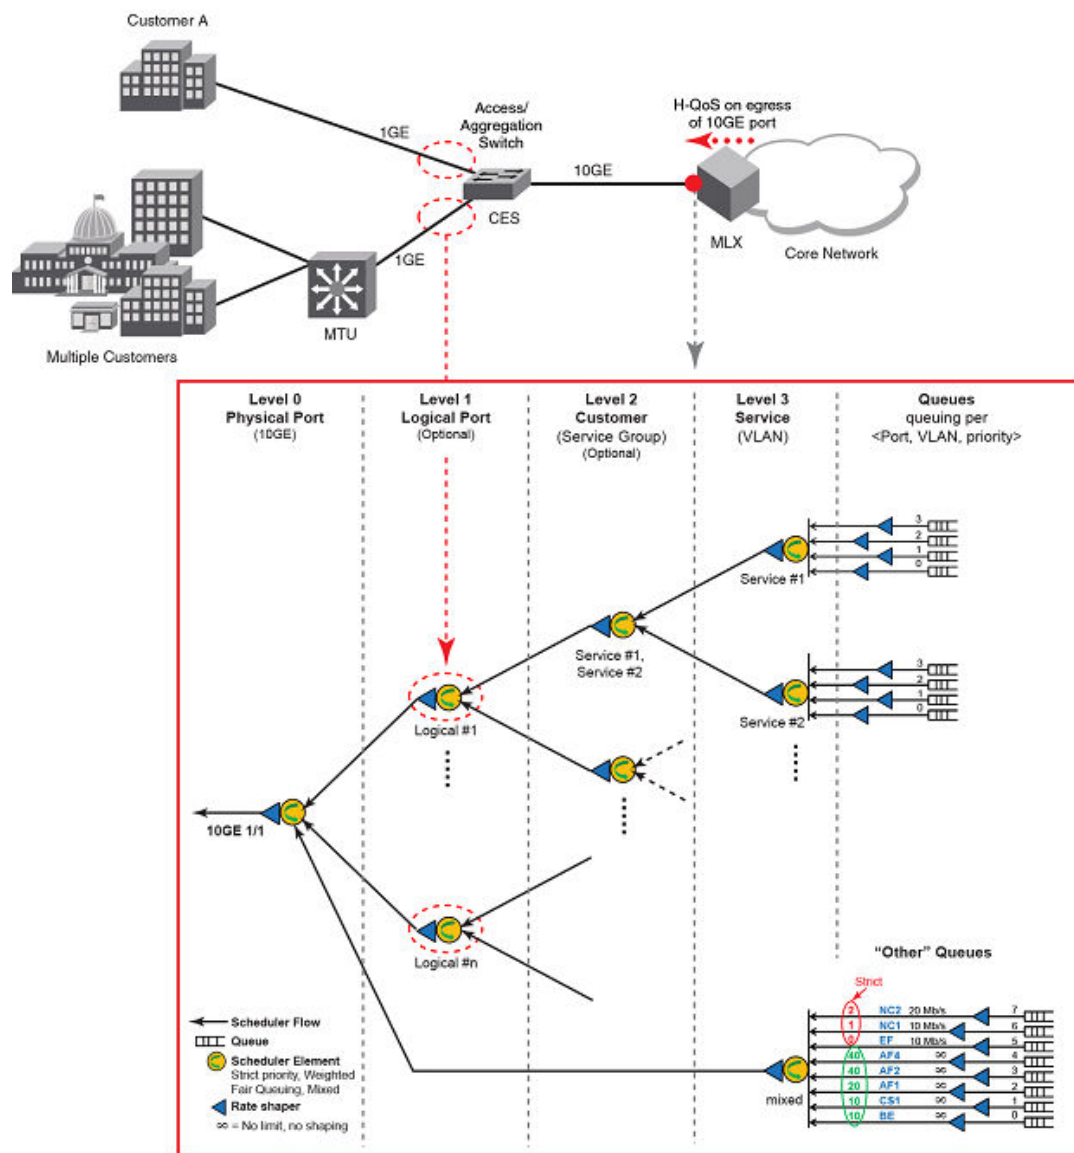 Customer A
Access/
Aggregation
Switch
H-QoS on egress
of 10GE port
1GE
10GE
CES
MLX
Core Network
1GE
MTU
Multiple Customers
Level 0
Physical Port
(10GE)
Level 1
Logical Port
(Optional)
Level 2
Customer
(Service Group)
(Optional)
Level 3
Service
(VLAN)
Queues
queuing per
<Port, VLAN, priority>
3
2
1
0
Service #1
Service #1,
Service #2
3
2
1
0
Service #2
Logical #1
10GE 1/1
Logical #n
"Other" Queues
Strict
2 NC2 20 Mb/s 7
1 NC1 10 Mb/s 6
0 EF 10 Mb/s 5
40 AF4 ∞ 4
40 AF2 ∞ 3
20 AF1 ∞ 2
10 CS1 ∞ 1
10 BE ∞ 0
mixed
Scheduler Flow
Queue
Scheduler Element
Strict priority, Weighted
Fair Queuing, Mixed
Rate shaper
∞ = No limit, no shaping